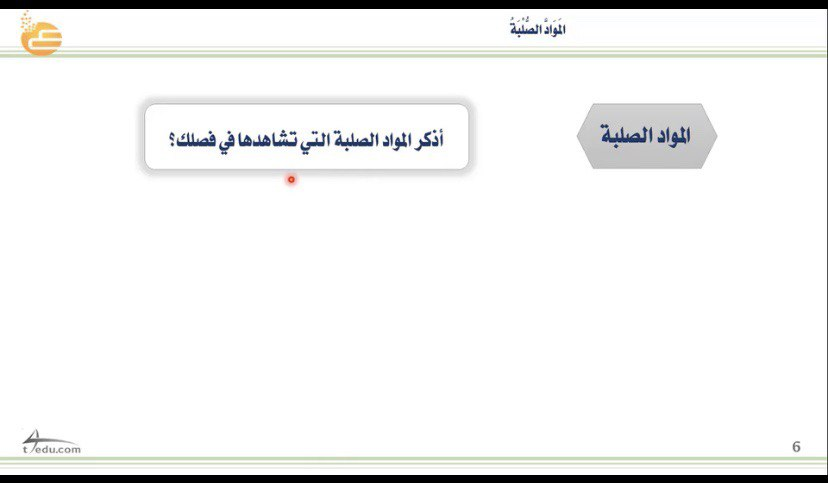 المَوَادُّ الصُّلْبَةُ
المواد الصلبة
أذكر المواد الصلبة التي تشاهدها في فصلك؟
t4edu.com
6